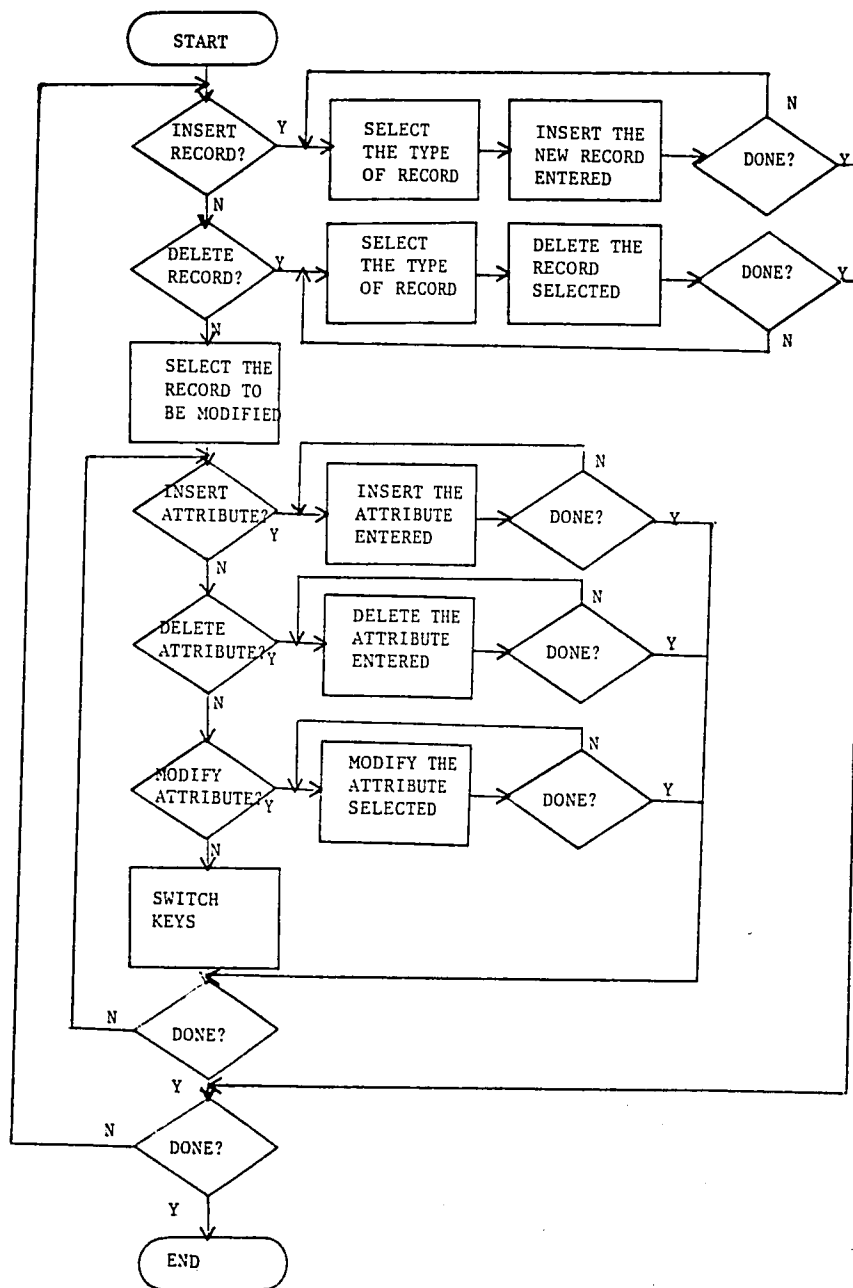 START
N
INSERT
RECORD?
Y
SELECT
THE TYPE
OF RECORD
INSERT THE
NEW RECORD
ENTERED
DONE?
Y
N
DELETE
RECORD?
Y
SELECT
THE TYPE
OF RECORD
DELETE THE
RECORD
SELECTED
DONE?
Y
N
N
SELECT THE
RECORD TO
BE MODIFIED
N
INSERT
ATTRIBUTE?
Y
INSERT THE
ATTRIBUTE
ENTERED
DONE?
Y
Y
N
N
DELETE
ATTRIBUTE?
Y
DELETE THE
ATTRIBUTE
ENTERED
DONE?
Y
N
N
MODIFY
ATTRIBUTE?
Y
MODIFY THE
ATTRIBUTE
SELECTED
DONE?
Y
N
SWITCH
KEYS
N
DONE?
Y
N
DONE?
Y
END